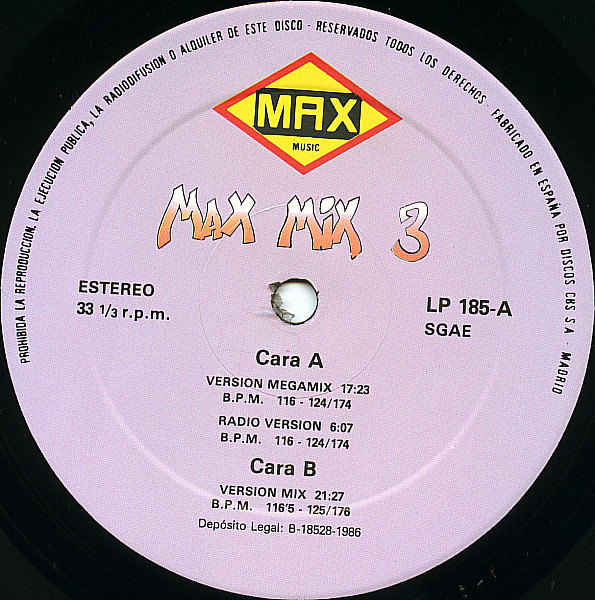 PROHIBIDA LA REPRODUCCION, LA EJECUCION PUBLICA, LA RADIODIFUSION O ALQUILER DE ESTE DISCO - RESERVADOS TODOS LOS DERECHOS - FABRICADO EN ESPAÑA POR DISCOS CBS S A - MADRID
MAX
MUSIC
MAX MIX 3
ESTEREO
33 1/3 r.p.m.
LP 185-A
SGAE
Cara A
VERSION MEGAMIX 17:23
B.P.M. 116 - 124/174
RADIO VERSION 6:07
B.P.M. 116 - 124/174
Cara B
VERSION MIX 21:27
B.P.M. 116'5 - 125/176
Depósito Legal: B-18528-1986